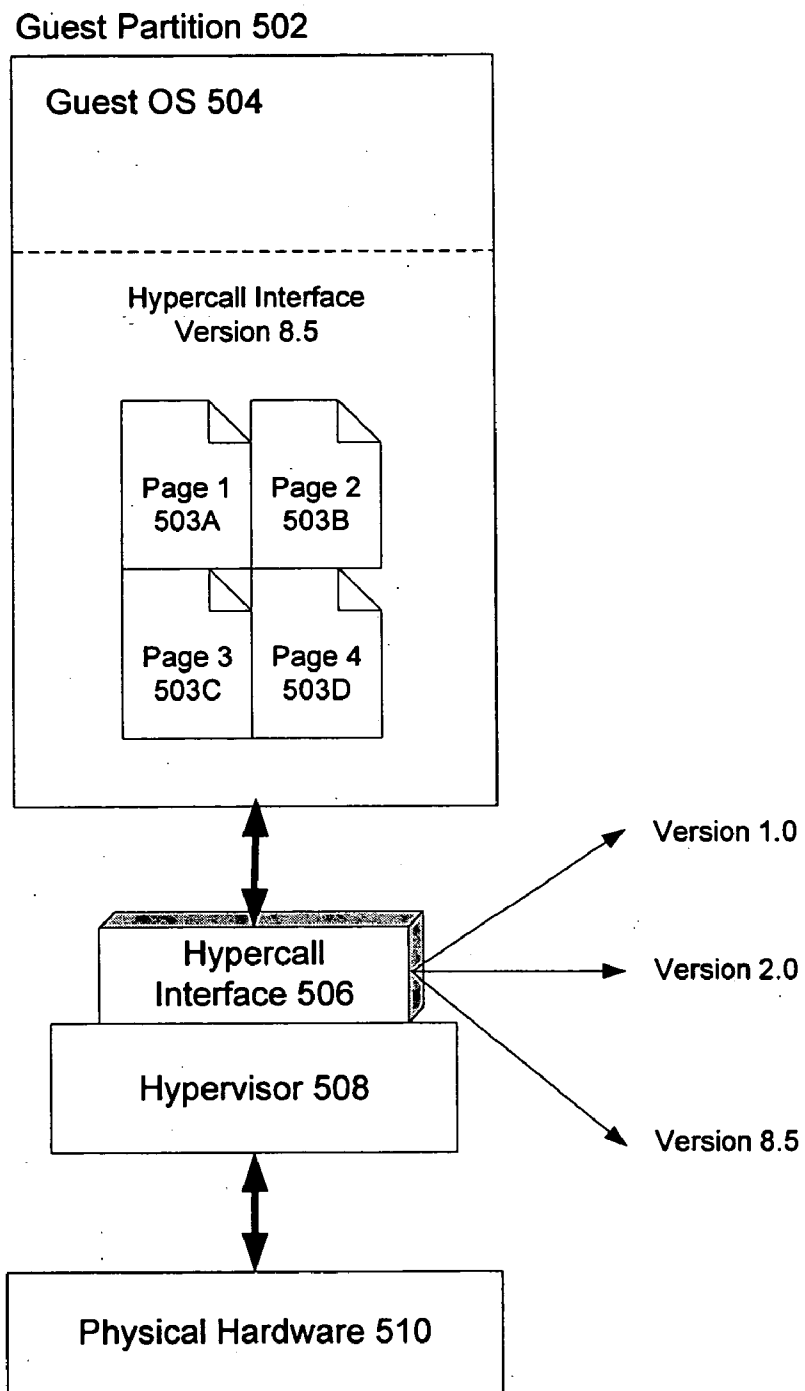 Guest Partition 502
Guest OS 504
Hypercall Interface
Version 8.5
Page 1
503A
Page 2
503B
Page 3
503C
Page 4
503D
Version 1.0
Hypercall
Interface 506
Version 2.0
Hypervisor 508
Version 8.5
Physical Hardware 510